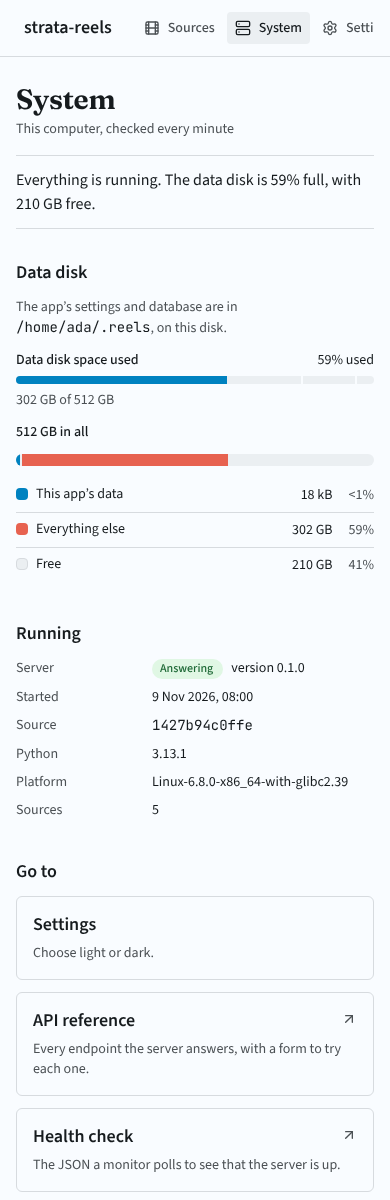 strata-reels
Sources
System
Setti
System
This computer, checked every minute
Everything is running. The data disk is 59% full, with
210 GB free.
Data disk
The app’s settings and database are in
/home/ada/.reels, on this disk.
Data disk space used 59% used
302 GB of 512 GB
512 GB in all
This app’s data 18 kB <1%
Everything else 302 GB 59%
Free 210 GB 41%
Running
Server Answering version 0.1.0
Started 9 Nov 2026, 08:00
Source 1427b94c0ffe
Python 3.13.1
Platform Linux-6.8.0-x86_64-with-glibc2.39
Sources 5
Go to
Settings
Choose light or dark.
API reference
Every endpoint the server answers, with a form to try
each one.
Health check
The JSON a monitor polls to see that the server is up.